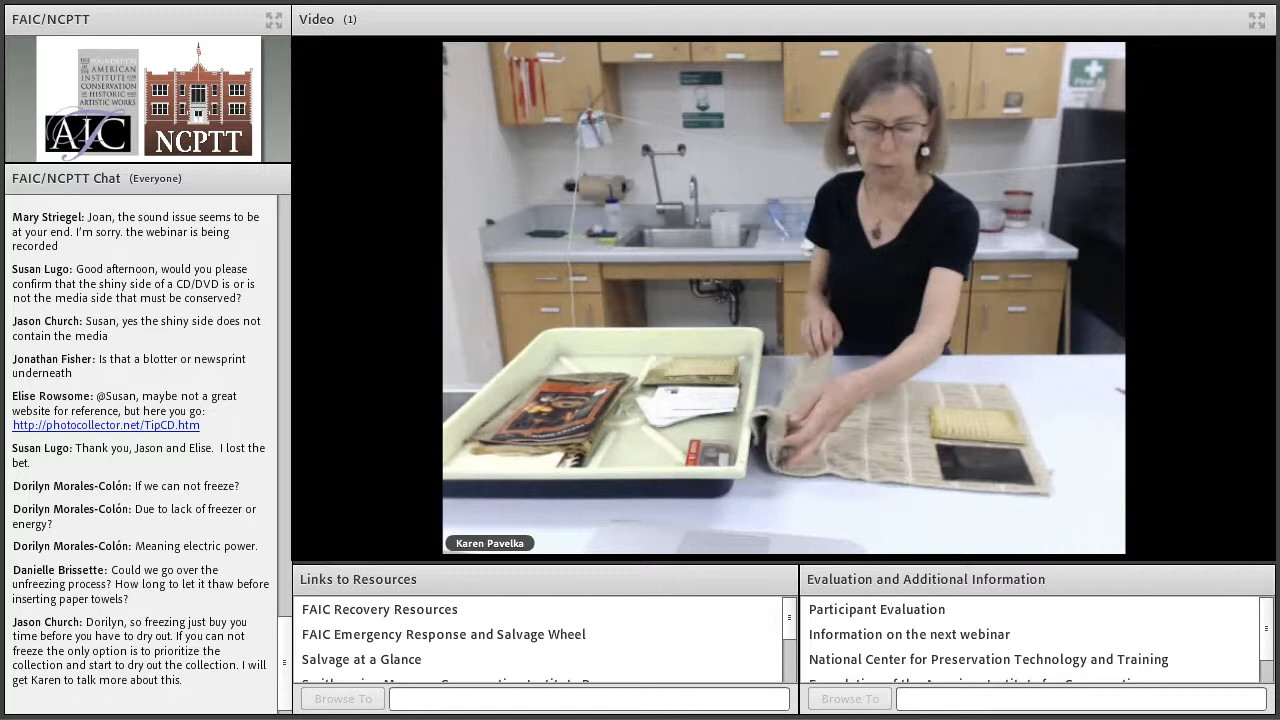 FAIC/NCPTT
THE FOUNDATION
OF THE AMERICAN
INSTITUTE FOR
CONSERVATION
OF HISTORIC AND
ARTISTIC WORKS
AIC
NCPTT
FAIC/NCPTT Chat (Everyone)
Mary Striegel: Joan, the sound issue seems to be
at your end. I'm sorry. the webinar is being
recorded
Susan Lugo: Good afternoon, would you please
confirm that the shiny side of a CD/DVD is or is
not the media side that must be conserved?
Jason Church: Susan, yes the shiny side does not
contain the media
Jonathan Fisher: Is that a blotter or newsprint
underneath
Elise Rowsome: @Susan, maybe not a great
website for reference, but here you go:
http://photocollector.net/TipCD.htm
Susan Lugo: Thank you, Jason and Elise. I lost the
bet.
Dorilyn Morales-Colón: If we can not freeze?
Dorilyn Morales-Colón: Due to lack of freezer or
energy?
Dorilyn Morales-Colón: Meaning electric power.
Danielle Brissette: Could we go over the
unfreezing process? How long to let it thaw before
inserting paper towels?
Jason Church: Dorilyn, so freezing just buy you
time before you have to dry out. If you can not
freeze the only option is to prioritize the
collection and start to dry out the collection. I will
get Karen to talk more about this.
Video (1)
Karen Pavelka
Links to Resources
FAIC Recovery Resources
FAIC Emergency Response and Salvage Wheel
Salvage at a Glance
Browse To
Evaluation and Additional Information
Participant Evaluation
Information on the next webinar
National Center for Preservation Technology and Training
Browse To